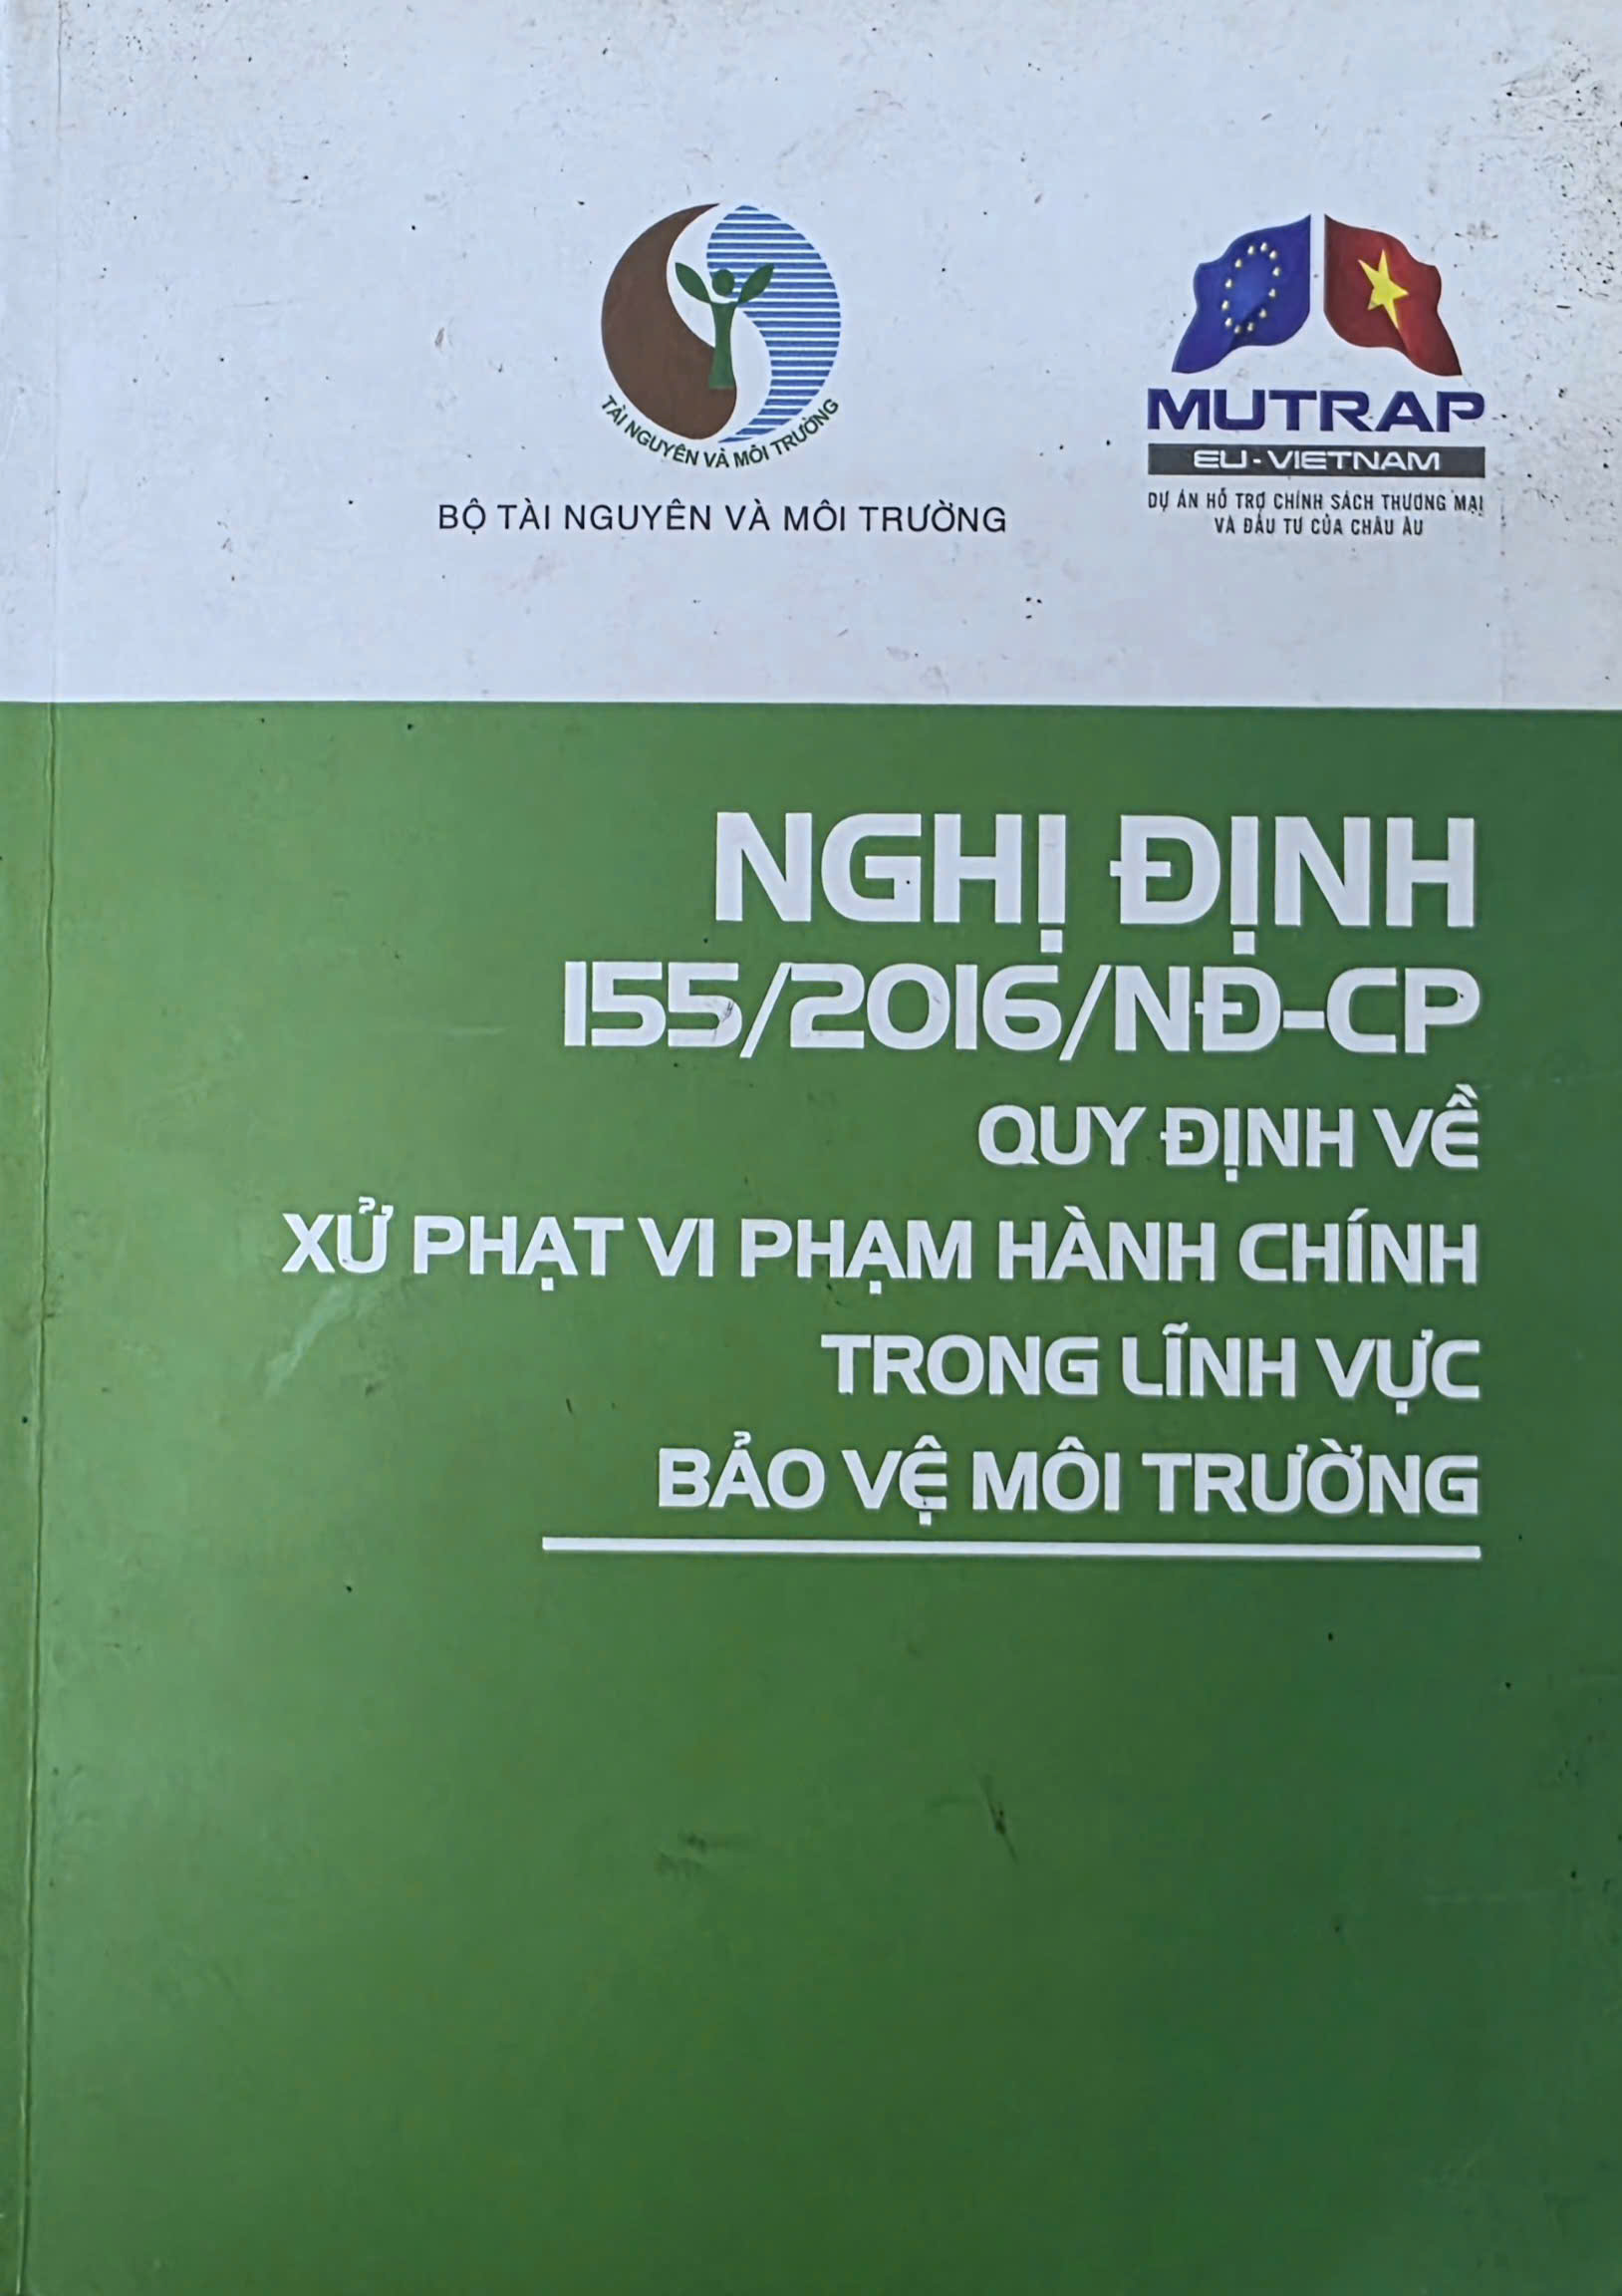 TÀI NGUYÊN VÀ MÔI TRƯỜNG
BỘ TÀI NGUYÊN VÀ MÔI TRƯỜNG
MUTRAP
EU-VIETNAM
DỰ ÁN HỖ TRỢ CHÍNH SÁCH THƯƠNG MẠI
VÀ ĐẦU TƯ CỦA CHÂU ÂU
NGHỊ ĐỊNH
155/2016/NĐ-CP
QUY ĐỊNH VỀ
XỬ PHẠT VI PHẠM HÀNH CHÍNH
TRONG LĨNH VỰC
BẢO VỆ MÔI TRƯỜNG